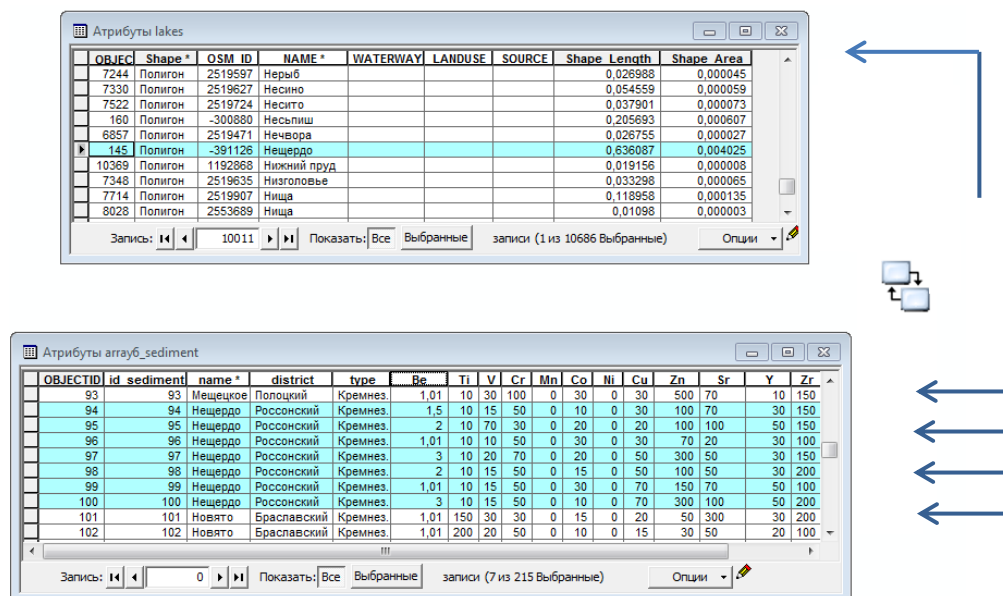 Атрибуты lakes
OBJEC Shape * OSM_ID NAME * WATERWAY LANDUSE SOURCE Shape_Length Shape_Area
7244 Полигон 2519597 Нерыб 0,026988 0,000045
7330 Полигон 2519627 Несино 0,054559 0,000059
7522 Полигон 2519724 Несито 0,037901 0,000073
160 Полигон -300880 Несьпиш 0,205693 0,000607
6857 Полигон 2519471 Нечвора 0,026755 0,000027
145 Полигон -391126 Нещердо 0,636087 0,004025
10369 Полигон 1192868 Нижний пруд 0,019156 0,000008
7348 Полигон 2519635 Низголовье 0,033298 0,000065
7714 Полигон 2519907 Нища 0,118958 0,000135
8028 Полигон 2553689 Нища 0,01098 0,000003
Запись: 10011 Показать: Все Выбранные записи (1 из 10686 Выбранные) Опции
Атрибуты array6_sediment
OBJECTID id_sediment name * district type Be Ti V Cr Mn Co Ni Cu Zn Sr Y Zr
93 93 Мещецкое Полоцкий Кремнез. 1,01 10 30 100 0 30 0 30 500 70 10 150
94 94 Нещердо Россонский Кремнез. 1,5 10 15 50 0 10 0 30 100 70 30 150
95 95 Нещердо Россонский Кремнез. 2 10 70 30 0 20 0 20 100 100 50 150
96 96 Нещердо Россонский Кремнез. 1,01 10 10 50 0 30 0 30 70 20 30 100
97 97 Нещердо Россонский Кремнез. 3 10 20 70 0 20 0 50 300 50 30 150
98 98 Нещердо Россонский Кремнез. 2 10 15 50 0 15 0 50 100 50 30 200
99 99 Нещердо Россонский Кремнез. 1,01 10 15 50 0 30 0 70 150 70 50 100
100 100 Нещердо Россонский Кремнез. 3 10 15 50 0 10 0 70 300 100 50 200
101 101 Новято Браславский Кремнез. 1,01 150 30 30 0 15 0 20 50 300 30 200
102 102 Новято Браславский Кремнез. 1,01 200 20 50 0 10 0 15 30 50 20 100
Запись: 0 Показать: Все Выбранные записи (7 из 215 Выбранные) Опции